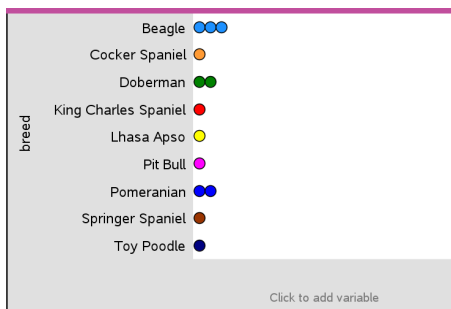 breed
Beagle
Cocker Spaniel
Doberman
King Charles Spaniel
Lhasa Apso
Pit Bull
Pomeranian
Springer Spaniel
Toy Poodle
Click to add variable